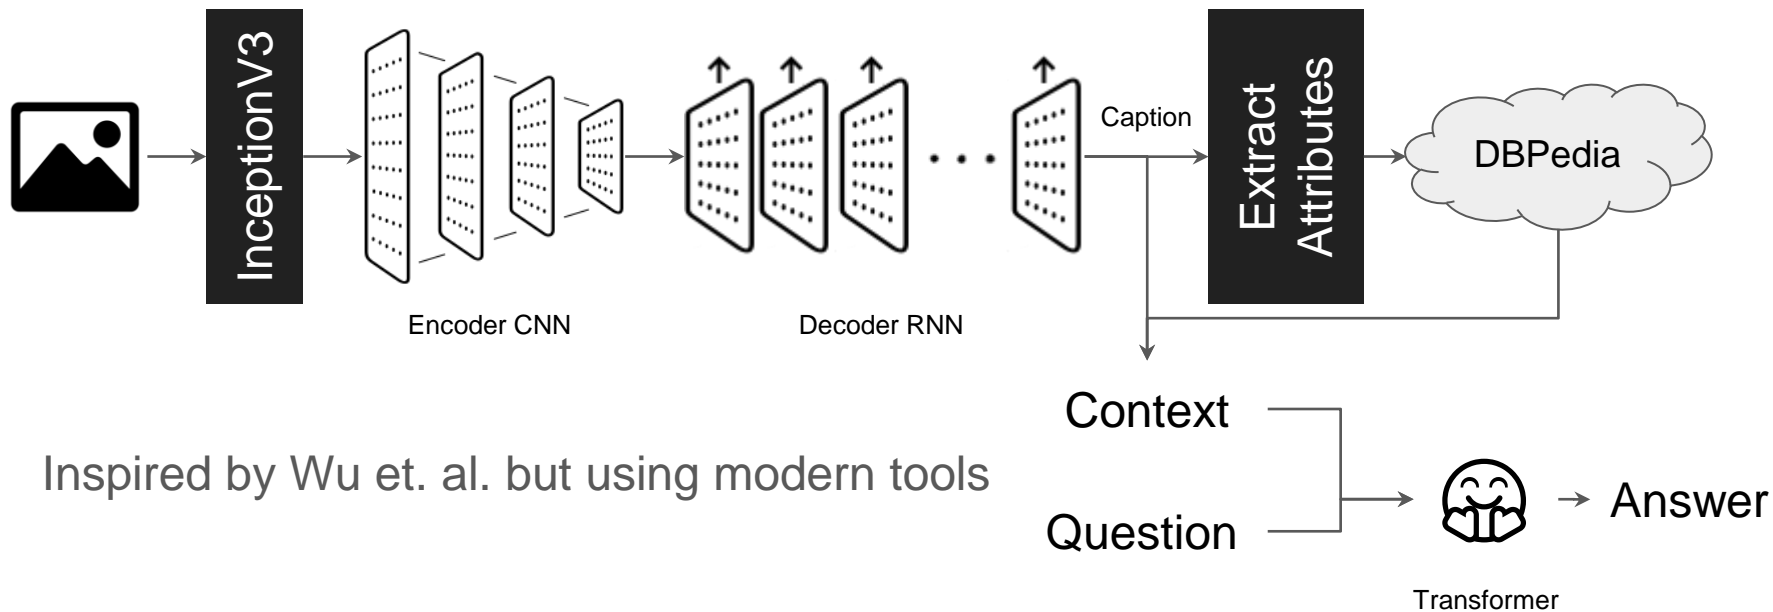 InceptionV3
Encoder CNN
Decoder RNN
Caption
Extract
Attributes
DBPedia
Context
Inspired by Wu et. al. but using modern tools
Question
Answer
Transformer